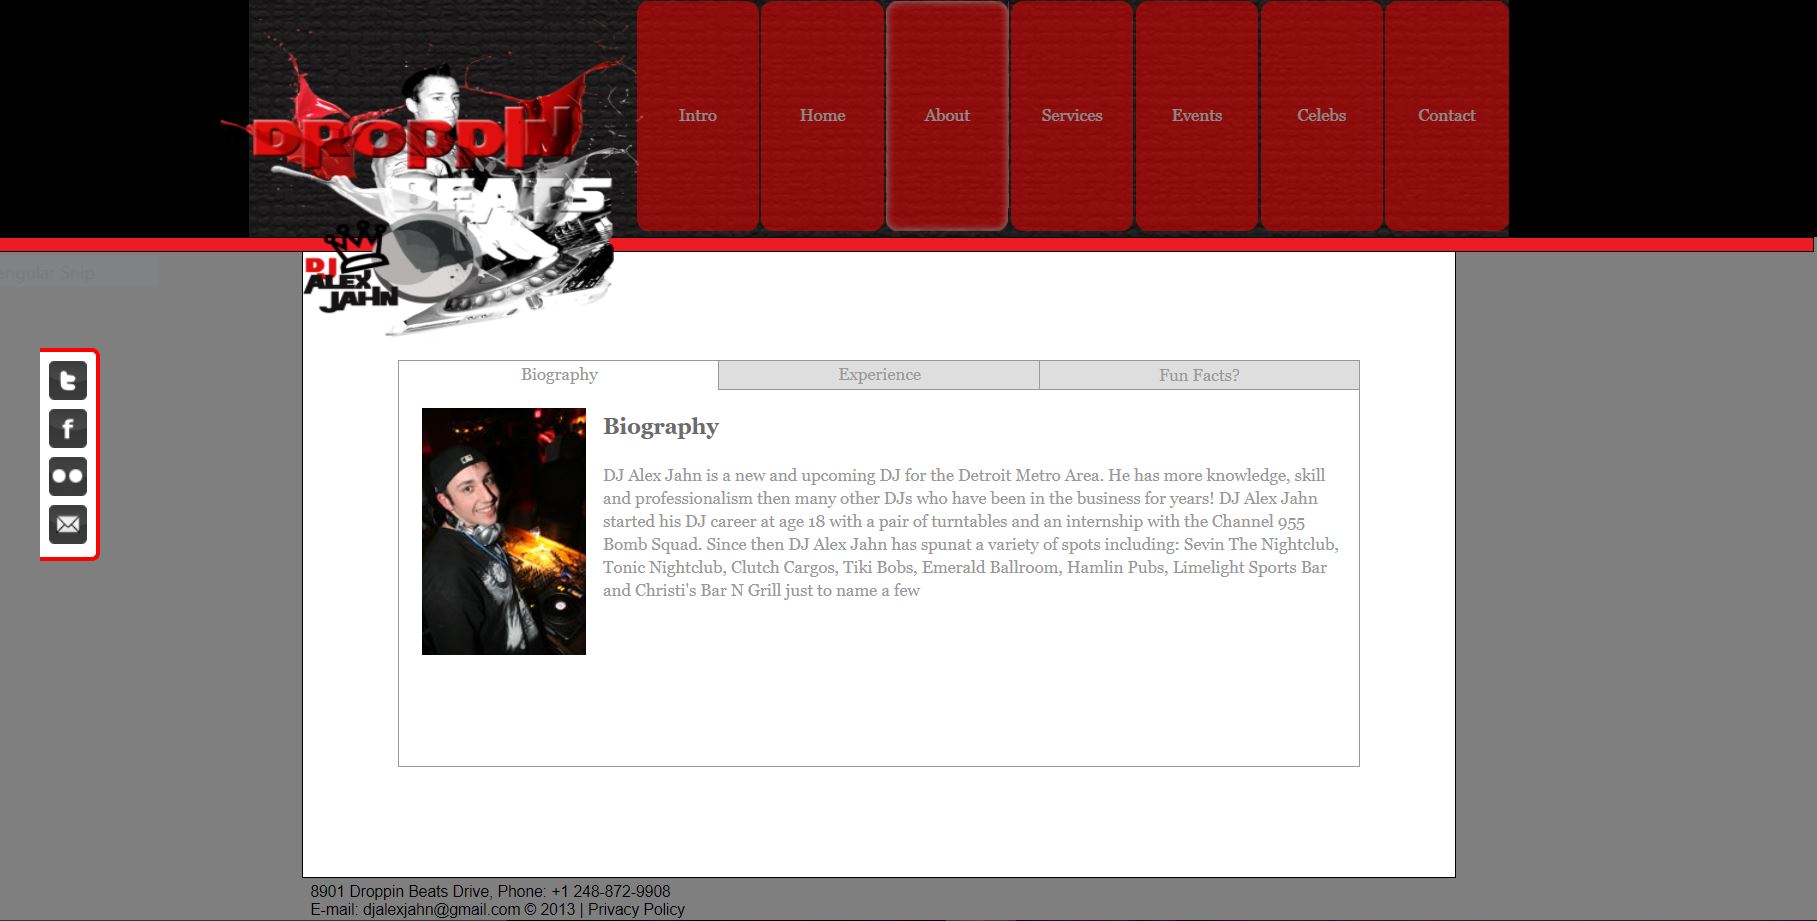 Intro
Home
About
Services
Events
Celebs
Contact
DROPPIN
BEATS
DJ
ALEX
JAHN
angular Snip
Biography
Experience
Fun Facts?
Biography
DJ Alex Jahn is a new and upcoming DJ for the Detroit Metro Area. He has more knowledge, skill
and professionalism then many other DJs who have been in the business for years! DJ Alex Jahn
started his DJ career at age 18 with a pair of turntables and an internship with the Channel 955
Bomb Squad. Since then DJ Alex Jahn has spunat a variety of spots including: Sevin The Nightclub,
Tonic Nightclub, Clutch Cargos, Tiki Bobs, Emerald Ballroom, Hamlin Pubs, Limelight Sports Bar
and Christi's Bar N Grill just to name a few
8901 Droppin Beats Drive, Phone: +1 248-872-9908
E-mail: djalexjahn@gmail.com © 2013 | Privacy Policy